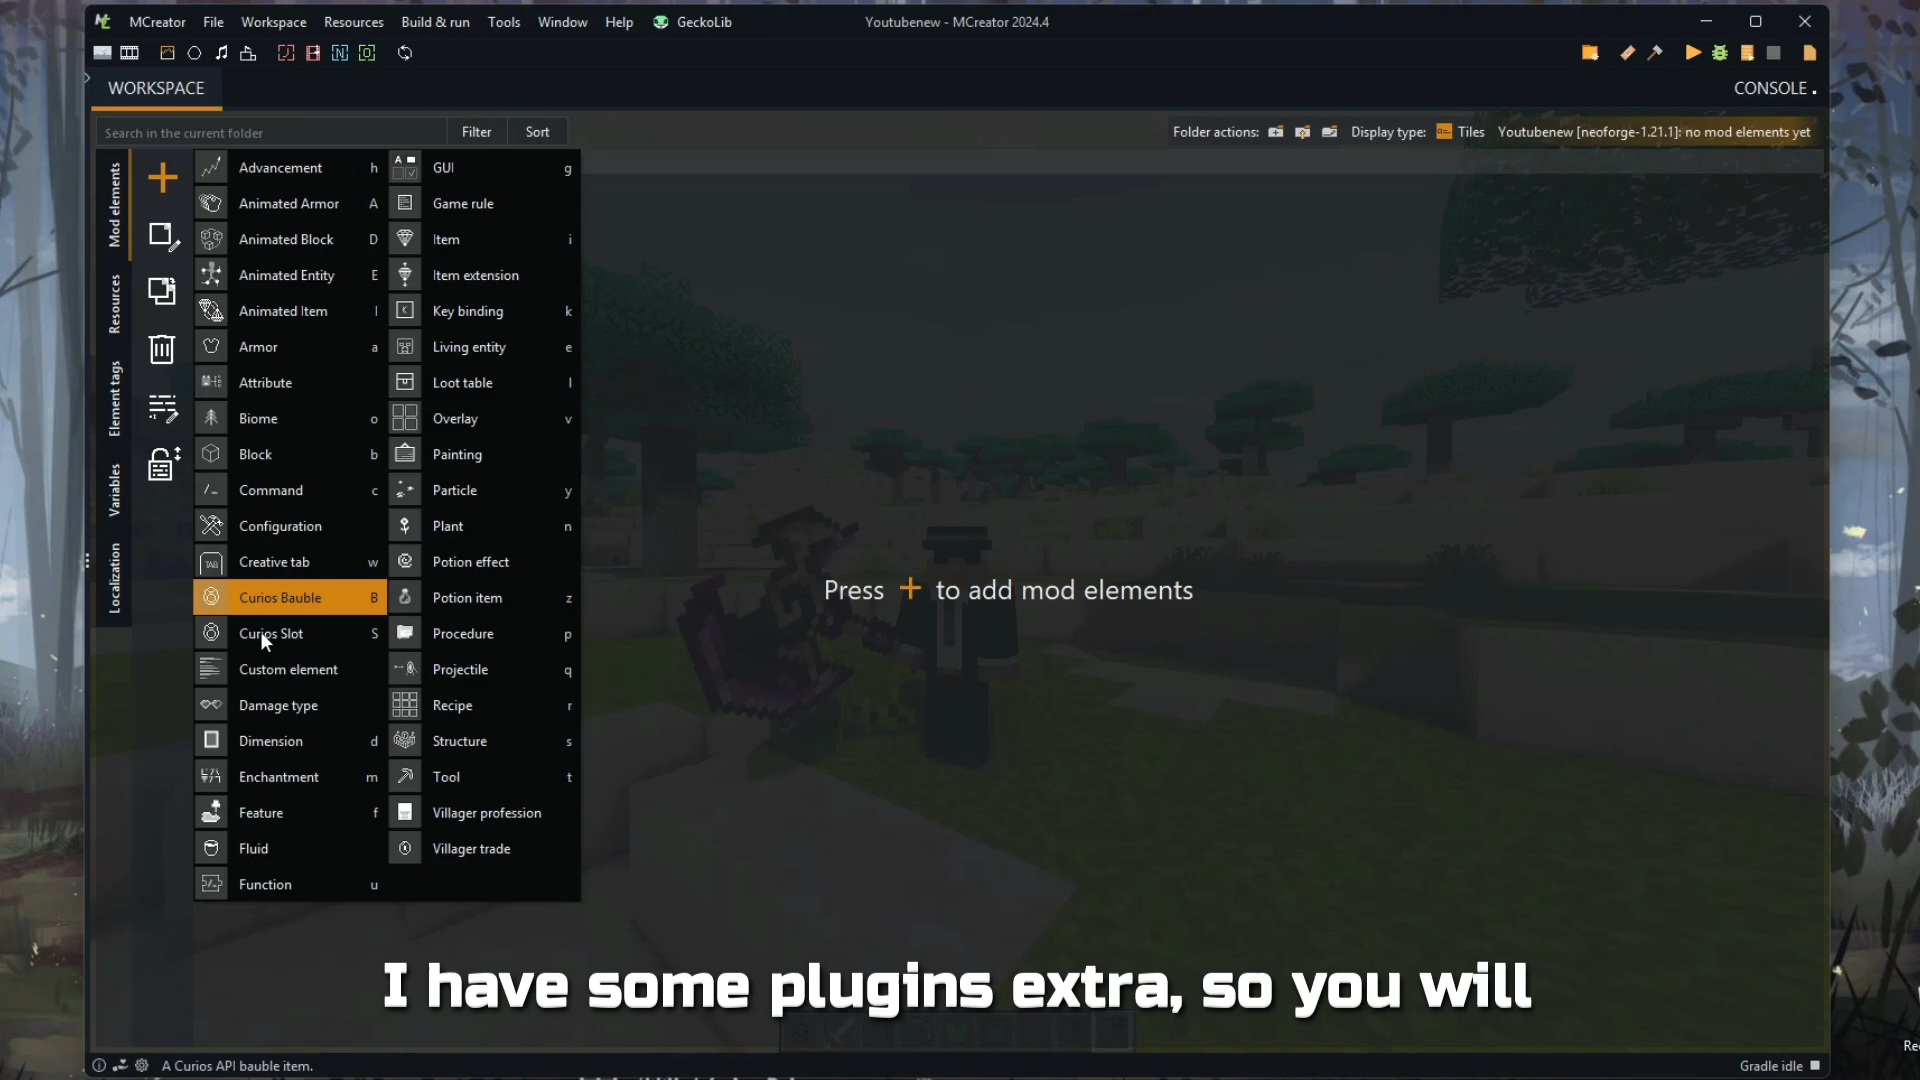 MCreator File Workspace Resources Build & run Tools Window Help GeckoLib Youtubenew - MCreator 2024.4
WORKSPACE
CONSOLE
Search in the current folder Filter Sort Folder actions: Display type: Tiles Youtubenew [neoforge-1.21.1]: no mod elements yet
Mod elements
Resources
Element tags
Variables
Localization
Advancement h
Animated Armor A
Animated Block D
Animated Entity E
Animated Item I
Armor a
Attribute
Biome o
Block b
Command c
Configuration
Creative tab w
Curios Bauble B
Curios Slot S
Custom element
Damage type
Dimension d
Enchantment m
Feature f
Fluid
Function u
GUI g
Game rule
Item i
Item extension
Key binding k
Living entity e
Loot table l
Overlay v
Painting
Particle y
Plant n
Potion effect
Potion item z
Procedure p
Projectile q
Recipe r
Structure s
Tool t
Villager profession
Villager trade
Press + to add mod elements
I have some plugins extra, so you will
A Curios API bauble item.
Gradle idle